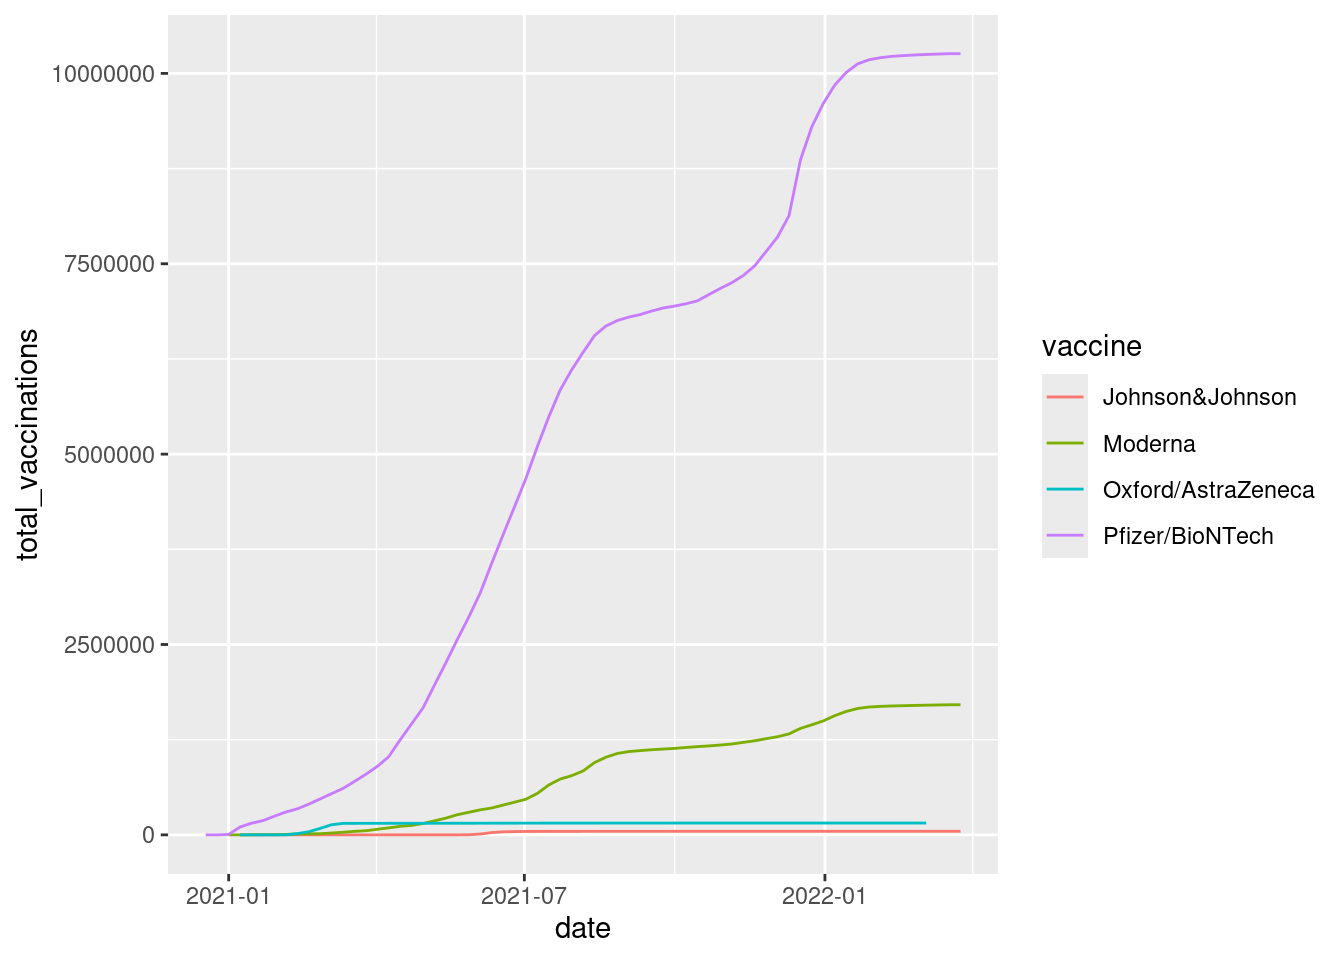 10000000
7500000
5000000
2500000
0
total_vaccinations
2021-01
2021-07
2022-01
date
vaccine
Johnson&Johnson
Moderna
Oxford/AstraZeneca
Pfizer/BioNTech